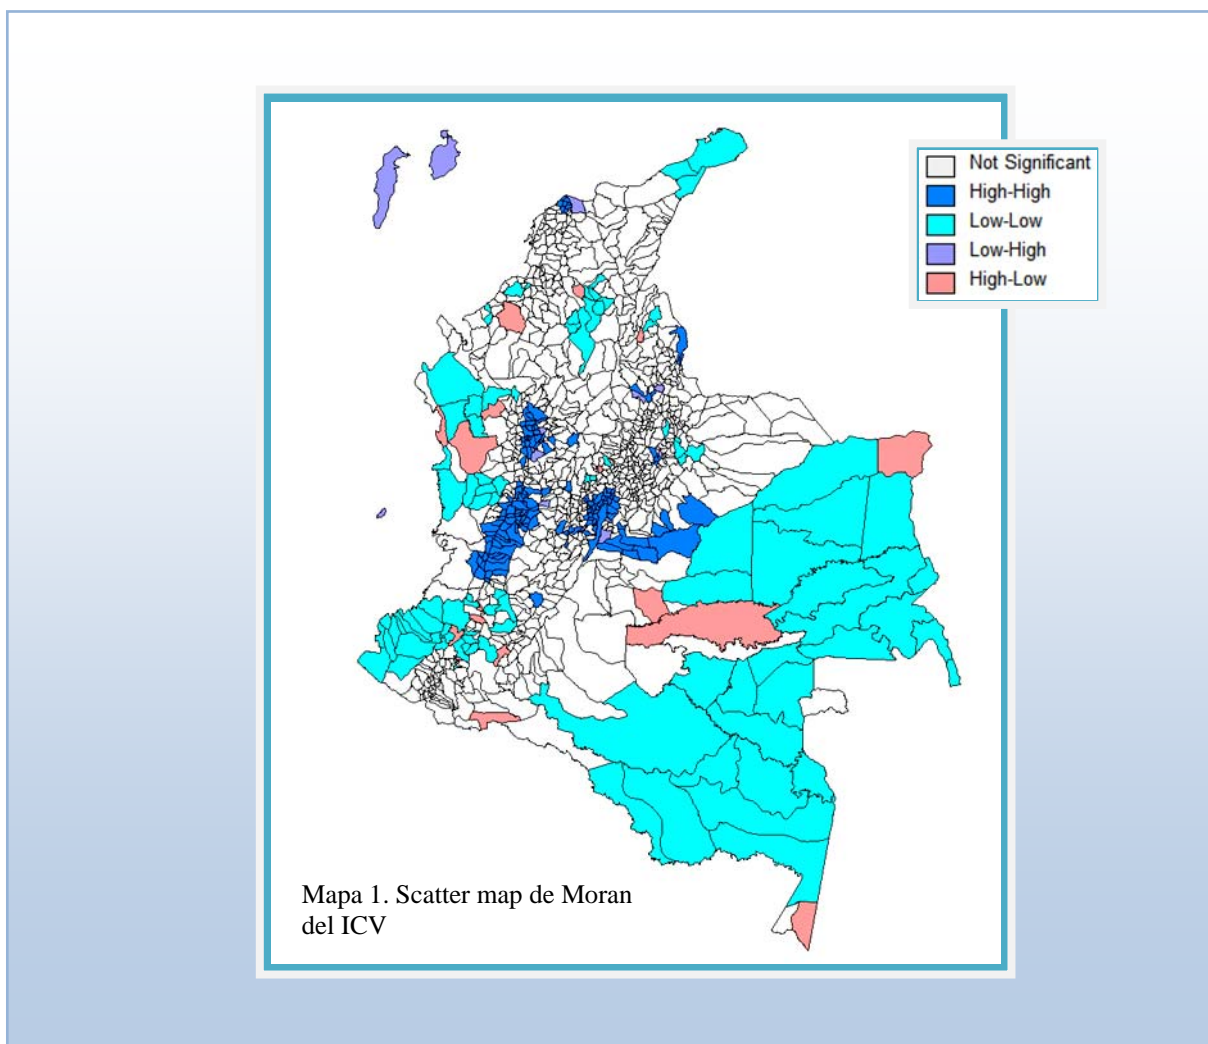 Not Significant
High-High
Low-Low
Low-High
High-Low
Mapa 1. Scatter map de Moran
del ICV